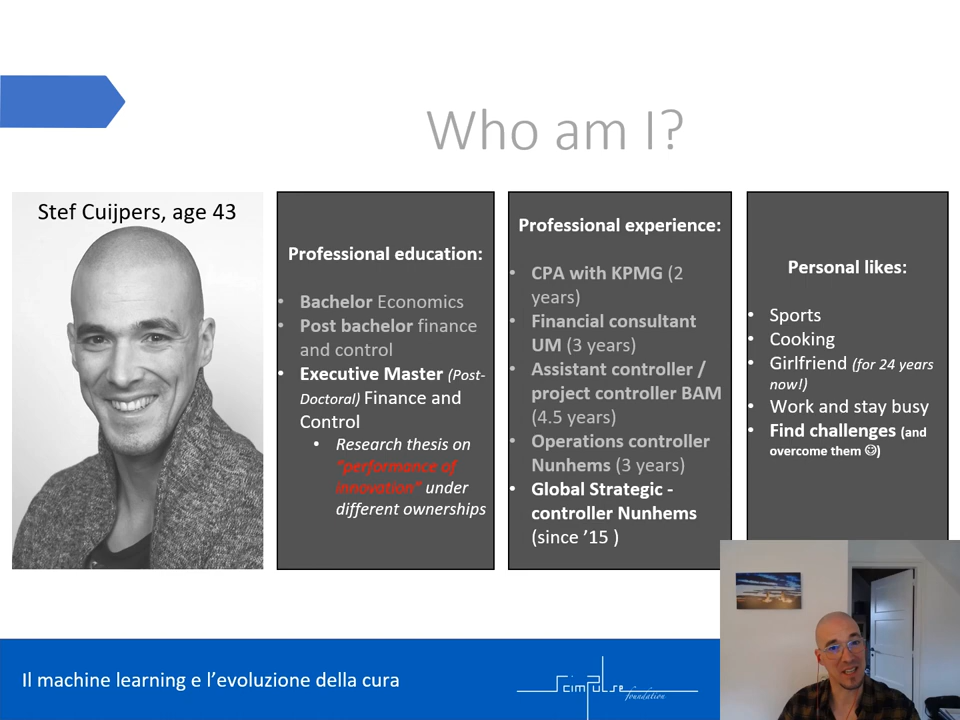 Who am I?
Stef Cuijpers, age 43
Professional education:
• Bachelor Economics
• Post bachelor finance
and control
• Executive Master (Post-
Doctoral) Finance and
Control
• Research thesis on
"performance of
innovation" under
different ownerships
Professional experience:
• CPA with KPMG (2
years)
• Financial consultant
UM (3 years)
• Assistant controller /
project controller BAM
(4.5 years)
• Operations controller
Nunhems (3 years)
• Global Strategic -
controller Nunhems
(since '15 )
Personal likes:
• Sports
• Cooking
• Girlfriend (for 24 years
now!)
• Work and stay busy
• Find challenges (and
overcome them ☺)
Il machine learning e l'evoluzione della cura
scimpulse
foundation